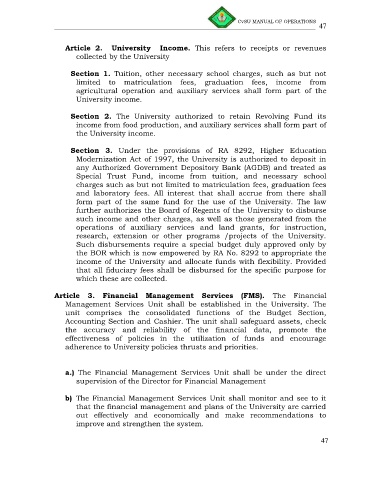 CvSU MANUAL OF OPERATIONS
47
Article 2. University Income. This refers to receipts or revenues
collected by the University
Section 1. Tuition, other necessary school charges, such as but not
limited to matriculation fees, graduation fees, income from
agricultural operation and auxiliary services shall form part of the
University income.
Section 2. The University authorized to retain Revolving Fund its
income from food production, and auxiliary services shall form part of
the University income.
Section 3. Under the provisions of RA 8292, Higher Education
Modernization Act of 1997, the University is authorized to deposit in
any Authorized Government Depository Bank (AGDB) and treated as
Special Trust Fund, income from tuition, and necessary school
charges such as but not limited to matriculation fees, graduation fees
and laboratory fees. All interest that shall accrue from there shall
form part of the same fund for the use of the University. The law
further authorizes the Board of Regents of the University to disburse
such income and other charges, as well as those generated from the
operations of auxiliary services and land grants, for instruction,
research, extension or other programs /projects of the University.
Such disbursements require a special budget duly approved only by
the BOR which is now empowered by RA No. 8292 to appropriate the
income of the University and allocate funds with flexibility. Provided
that all fiduciary fees shall be disbursed for the specific purpose for
which these are collected.
Article 3. Financial Management Services (FMS). The Financial
Management Services Unit shall be established in the University. The
unit comprises the consolidated functions of the Budget Section,
Accounting Section and Cashier. The unit shall safeguard assets, check
the accuracy and reliability of the financial data, promote the
effectiveness of policies in the utilization of funds and encourage
adherence to University policies thrusts and priorities.
a.) The Financial Management Services Unit shall be under the direct
supervision of the Director for Financial Management
b) The Financial Management Services Unit shall monitor and see to it
that the financial management and plans of the University are carried
out effectively and economically and make recommendations to
improve and strengthen the system.
47